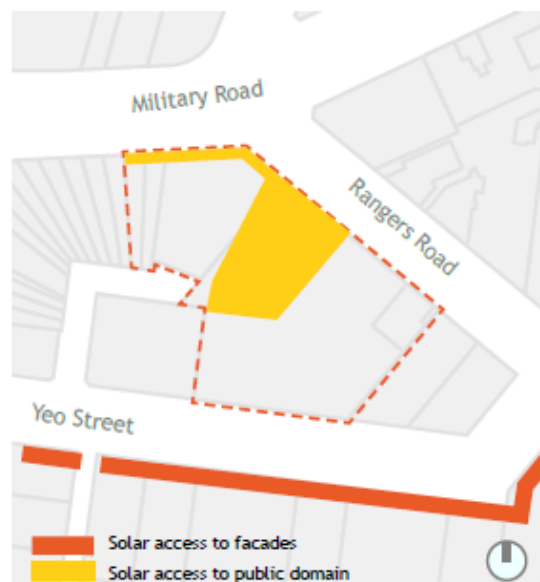 Military Road
Rangers Road
Yeo Street
Solar access to facades
Solar access to public domain